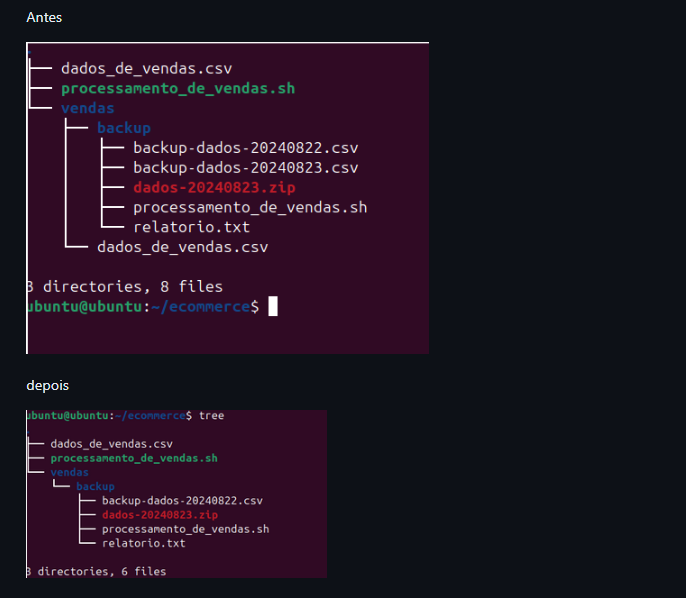 Antes
.
├── dados_de_vendas.csv
├── processamento_de_vendas.sh
└── vendas
    ├── backup
    │   ├── backup-dados-20240822.csv
    │   ├── backup-dados-20240823.csv
    │   ├── dados-20240823.zip
    │   ├── processamento_de_vendas.sh
    │   └── relatorio.txt
    └── dados_de_vendas.csv
3 directories, 8 files
ubuntu@ubuntu:~/ecommerce$
depois
ubuntu@ubuntu:~/ecommerce$ tree
.
├── dados_de_vendas.csv
├── processamento_de_vendas.sh
└── vendas
    └── backup
        ├── backup-dados-20240822.csv
        ├── dados-20240823.zip
        ├── processamento_de_vendas.sh
        └── relatorio.txt
3 directories, 6 files